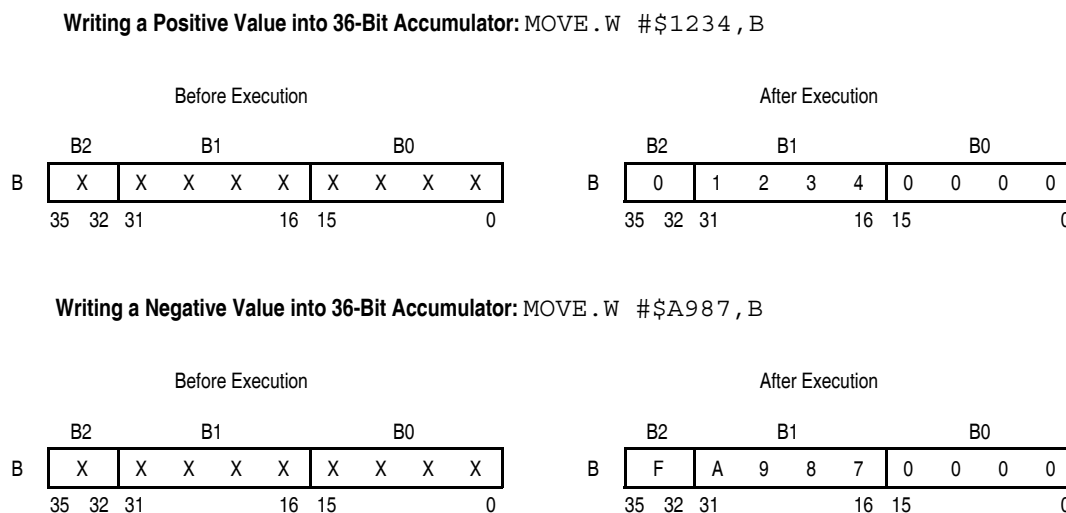 Writing a Positive Value into 36-Bit Accumulator: MOVE.W #$1234,B
Before Execution After Execution
B2 B1 B0 B2 B1 B0
B X X X X X X X X X B 0 1 2 3 4 0 0 0 0
35 32 31 16 15 0 35 32 31 16 15 0
Writing a Negative Value into 36-Bit Accumulator: MOVE.W #$A987,B
Before Execution After Execution
B2 B1 B0 B2 B1 B0
B X X X X X X X X X B F A 9 8 7 0 0 0 0
35 32 31 16 15 0 35 32 31 16 15 0